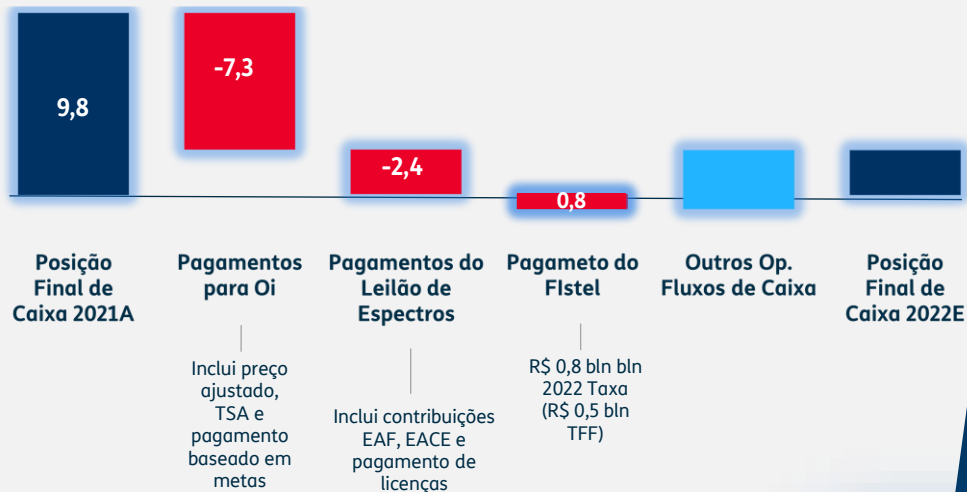 9,8
-7,3
-2,4
0,8
Posição
Final de
Caixa 2021A
Pagamentos
para Oi
Pagamentos do
Leilão de
Espectros
Pagameto do
FIstel
Outros Op.
Fluxos de Caixa
Posição
Final de
Caixa 2022E
Inclui preço
ajustado,
TSA e
pagamento
baseado em
metas
Inclui contribuições
EAF, EACE e
pagamento de
licenças
R$ 0,8 bln bln
2022 Taxa
(R$ 0,5 bln
TFF)